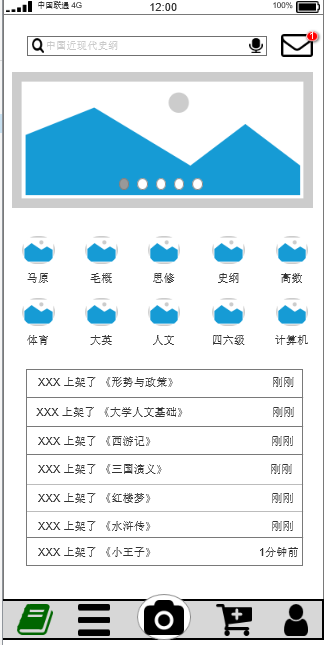 中国联通 4G 12:00 100%
中国近现代史纲 1
马原 毛概 思修 史纲 高数
体育 大英 人文 四六级 计算机
XXX 上架了 《形势与政策》 刚刚
XXX 上架了 《大学人文基础》 刚刚
XXX 上架了 《西游记》 刚刚
XXX 上架了 《三国演义》 刚刚
XXX 上架了 《红楼梦》 刚刚
XXX 上架了 《水浒传》 刚刚
XXX 上架了 《小王子》 1分钟前